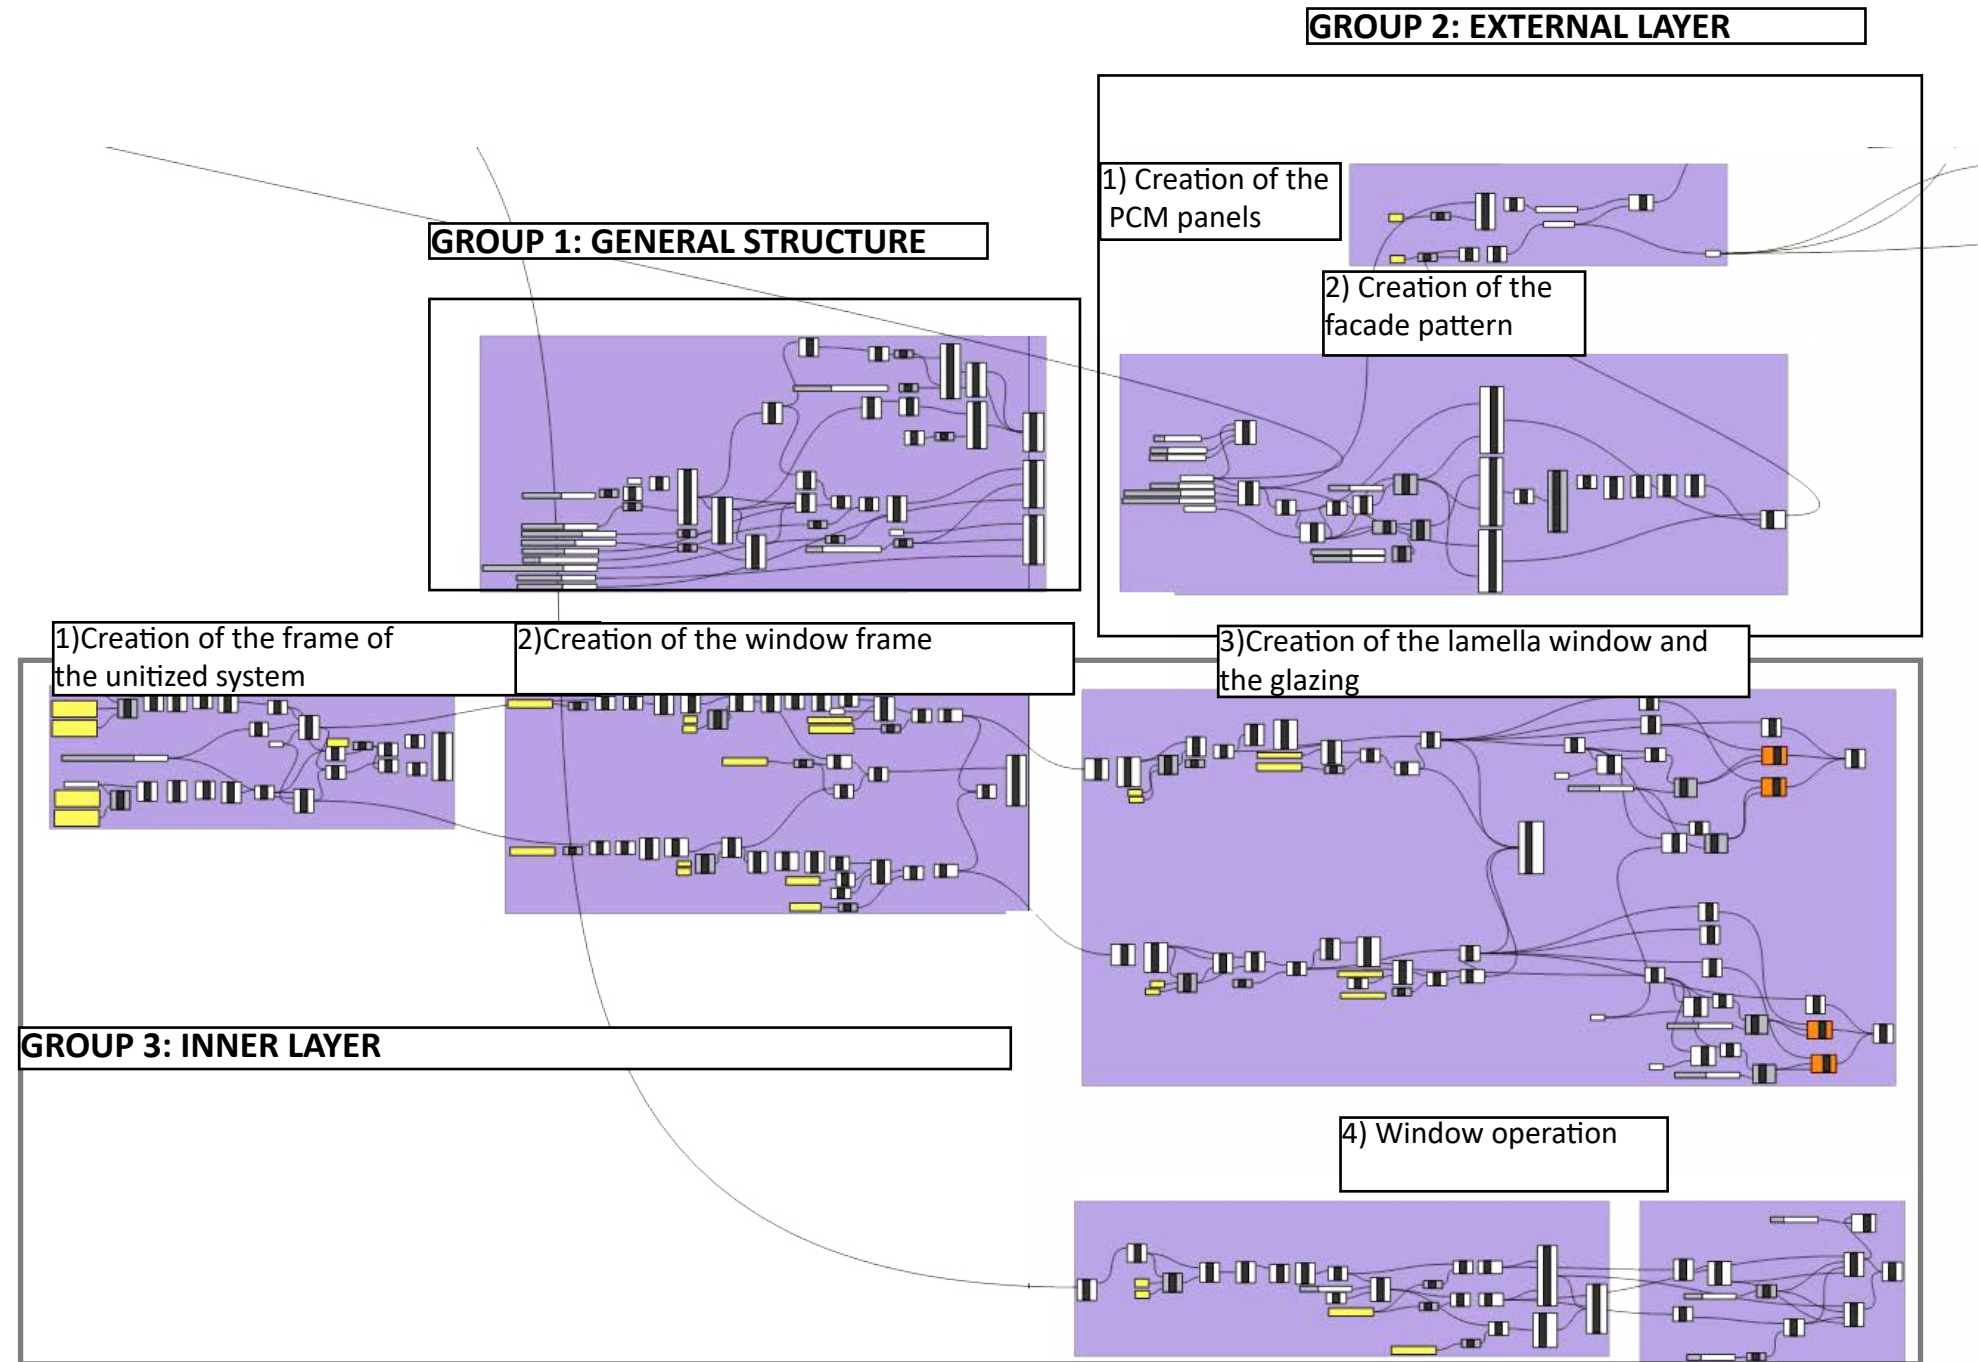 GROUP 2: EXTERNAL LAYER
1) Creation of the
PCM panels
GROUP 1: GENERAL STRUCTURE
2) Creation of the
facade pattern
1)Creation of the frame of
the unitized system
2)Creation of the window frame
3)Creation of the lamella window and
the glazing
GROUP 3: INNER LAYER
4) Window operation